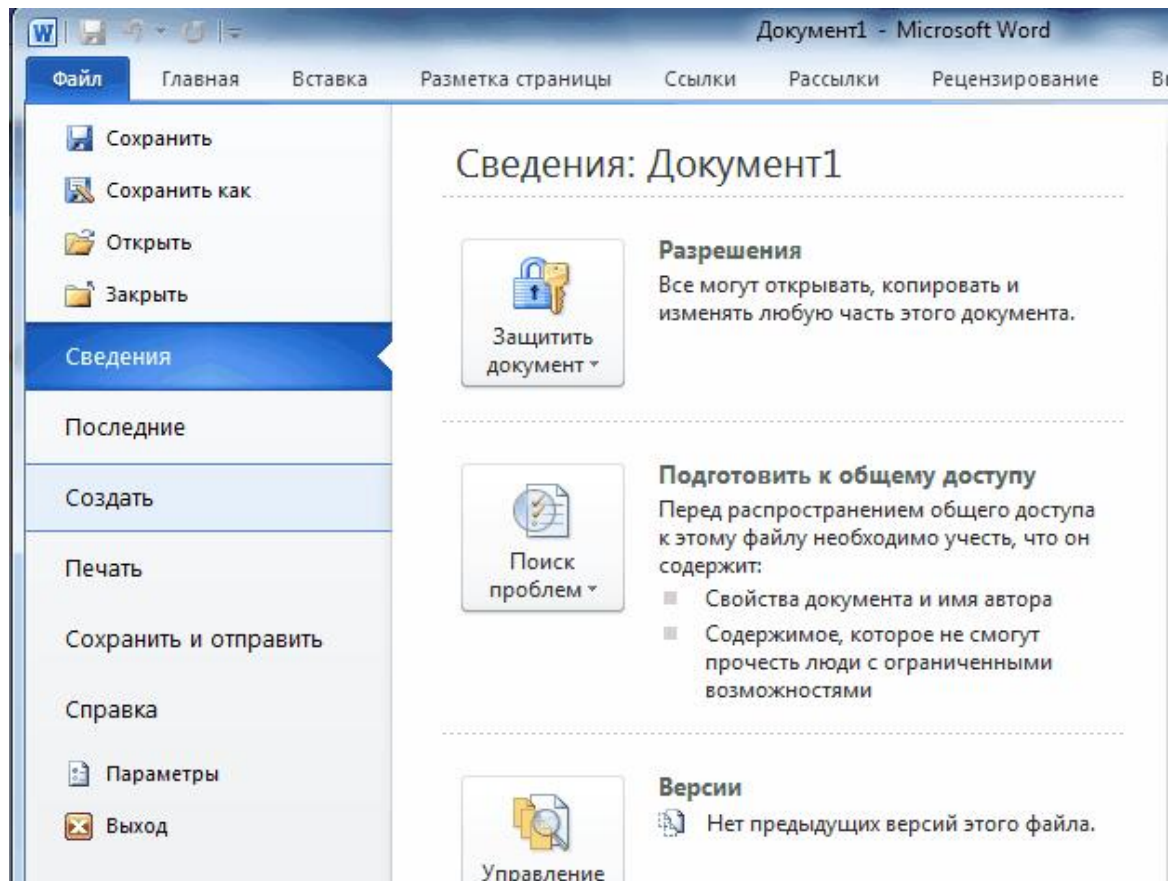 W
Документ1 - Microsoft Word
Файл Главная Вставка Разметка страницы Ссылки Рассылки Рецензирование
Сохранить
Сохранить как
Открыть
Закрыть
Сведения
Последние
Создать
Печать
Сохранить и отправить
Справка
Параметры
Выход
Сведения: Документ1
Защитить
документ
Разрешения
Все могут открывать, копировать и
изменять любую часть этого документа.
Поиск
проблем
Подготовить к общему доступу
Перед распространением общего доступа
к этому файлу необходимо учесть, что он
содержит:
Свойства документа и имя автора
Содержимое, которое не смогут
прочесть люди с ограниченными
возможностями
Управление
Версии
Нет предыдущих версий этого файла.